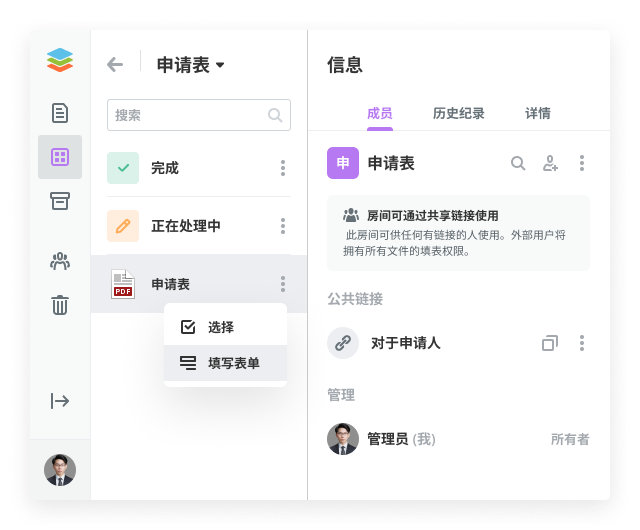 申请表
搜索
完成
正在处理中
申请表
PDF
选择
填写表单
信息
成员 历史纪录 详情
申 申请表
房间可通过共享链接使用
此房间可供任何有链接的人使用。外部用户将
拥有所有文件的填表权限。
公共链接
对于申请人
管理
管理员 (我) 所有者